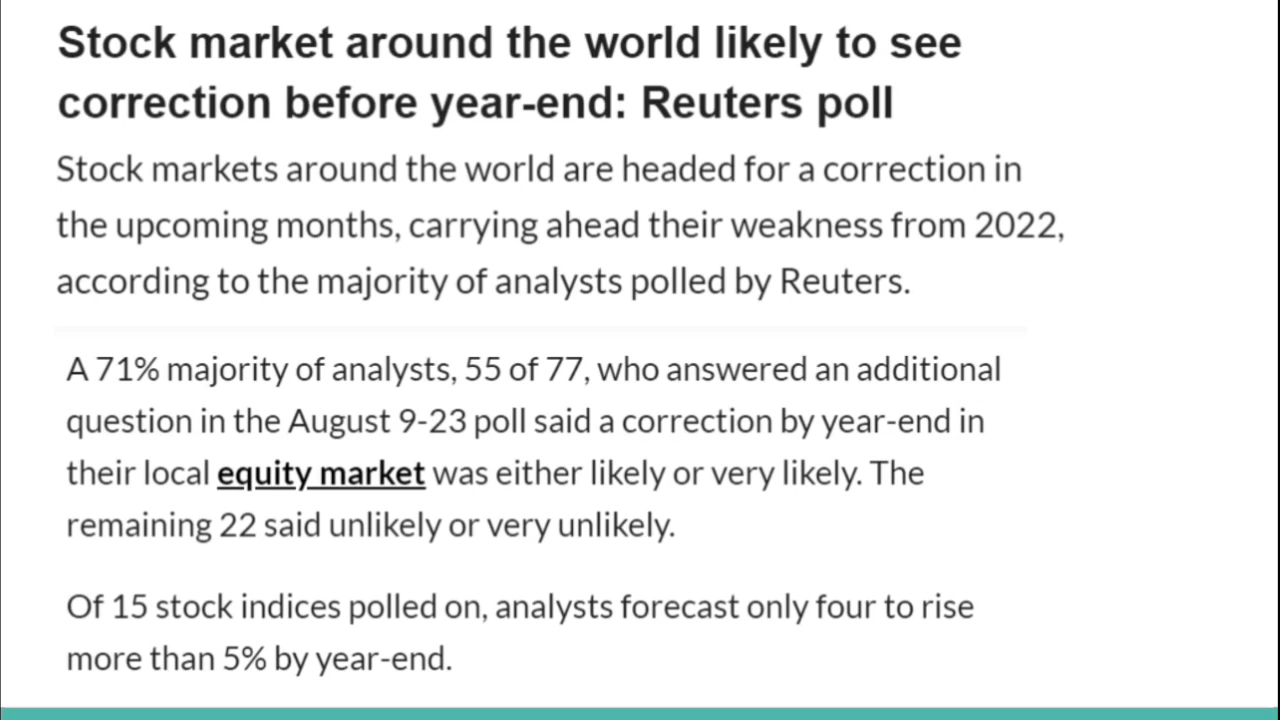 Stock market around the world likely to see
correction before year-end: Reuters poll
Stock markets around the world are headed for a correction in
the upcoming months, carrying ahead their weakness from 2022,
according to the majority of analysts polled by Reuters.
A 71% majority of analysts, 55 of 77, who answered an additional
question in the August 9-23 poll said a correction by year-end in
their local equity market was either likely or very likely. The
remaining 22 said unlikely or very unlikely.
Of 15 stock indices polled on, analysts forecast only four to rise
more than 5% by year-end.